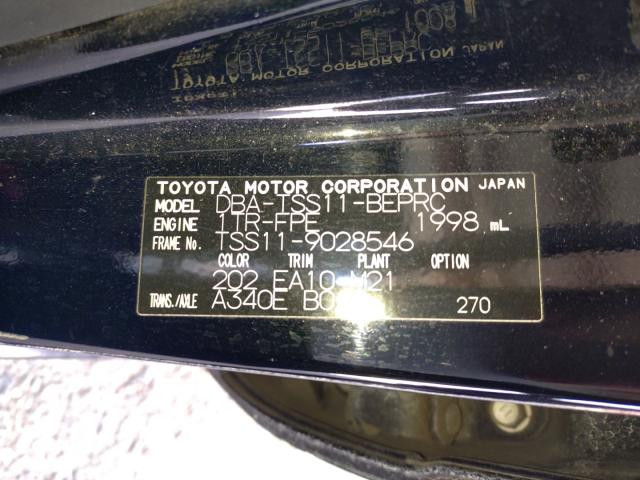 TOYOTA MOTOR CORPORATION JAPAN
MODEL DBA-TSS11-BEPRC
ENGINE 1TR-FPE 1998 mL
FRAME No. TSS11-9028546
COLOR TRIM PLANT OPTION
202 EA10 M21
TRANS./AXLE A340E 270